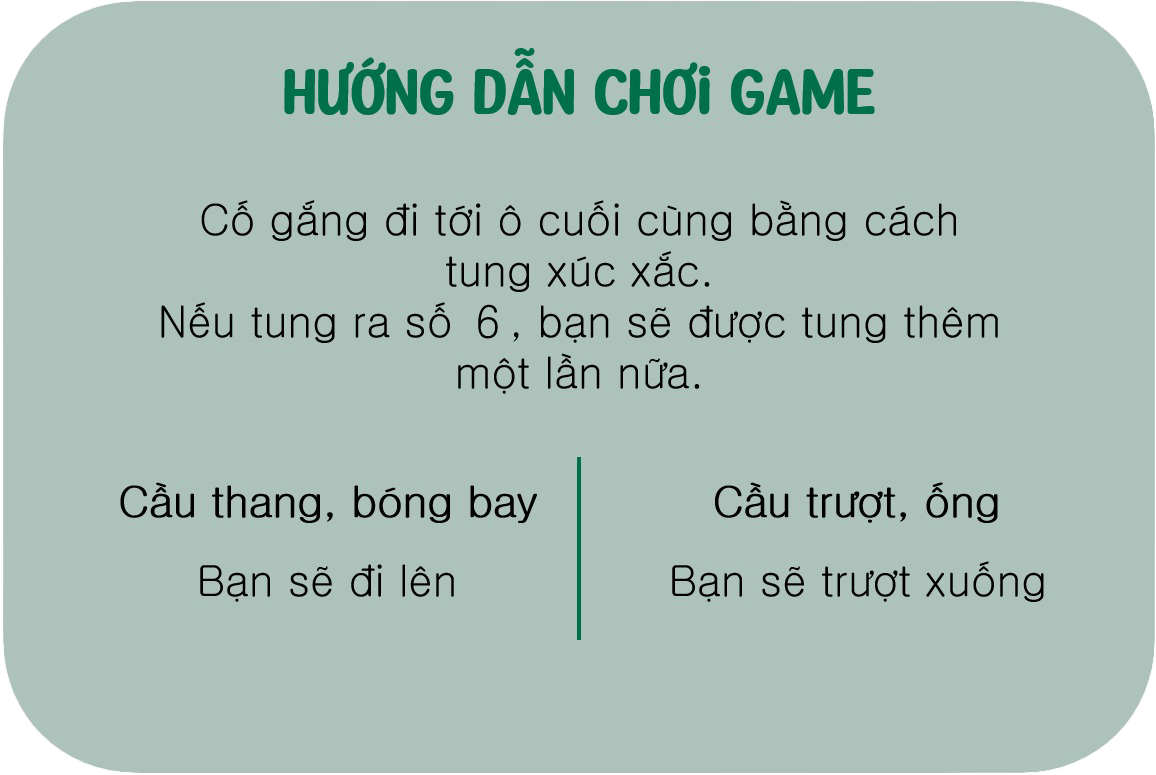 HƯỚNG DẪN CHƠi GAME
Cố gắng đi tới ô cuối cùng bằng cách
tung xúc xắc.
Nếu tung ra số 6, bạn sẽ được tung thêm
một lần nữa.
Cầu thang, bóng bay
Bạn sẽ đi lên
Cầu trượt, ống
Bạn sẽ trượt xuống